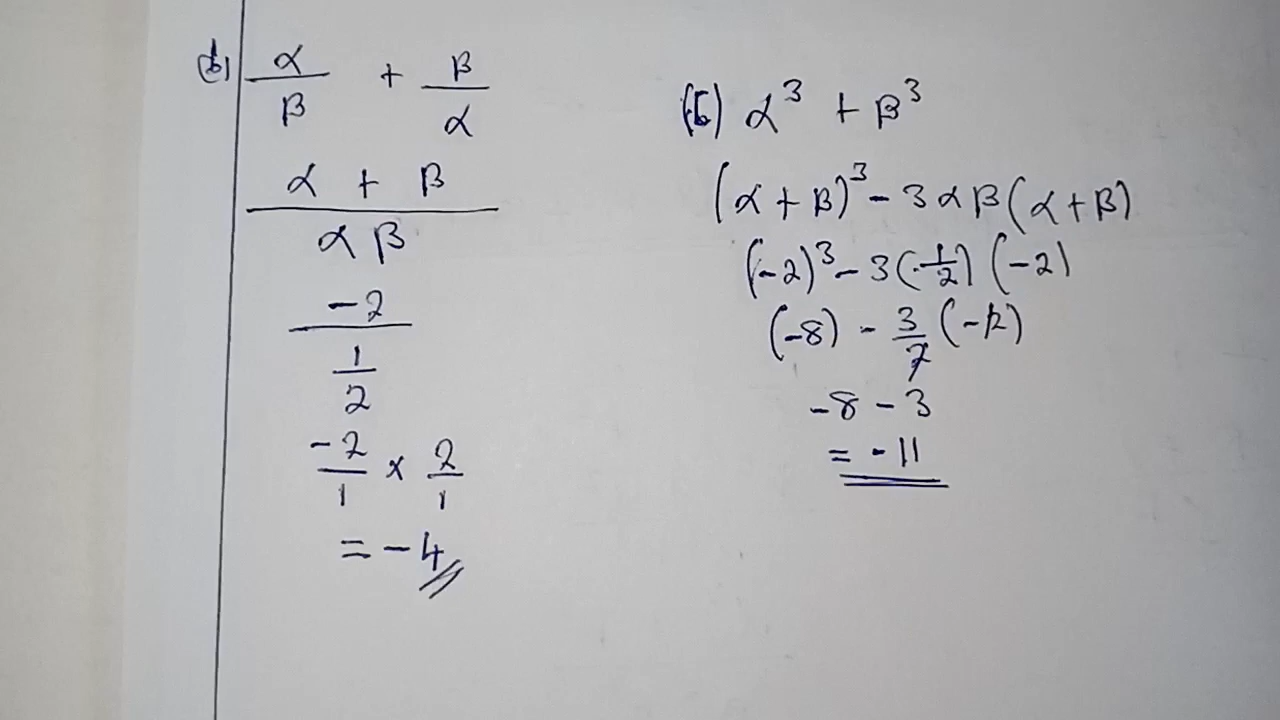 (b) α/β + β/α
α + β / αβ
-2 / 1/2
-2/1 × 2/1
= -4
α³ + β³
(α + β)³ - 3αβ(α + β)
(-2)³ - 3(-1/2)(-2)
(-8) - 3/2(-2)
-8 - 3
= -11